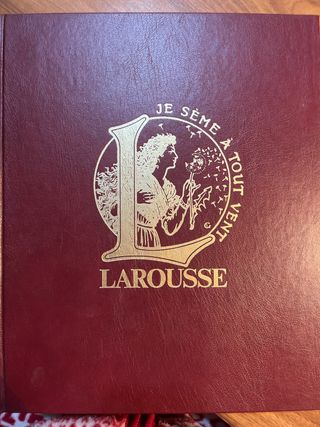 JE SÈME À TOUT VENT
L
LAROUSSE